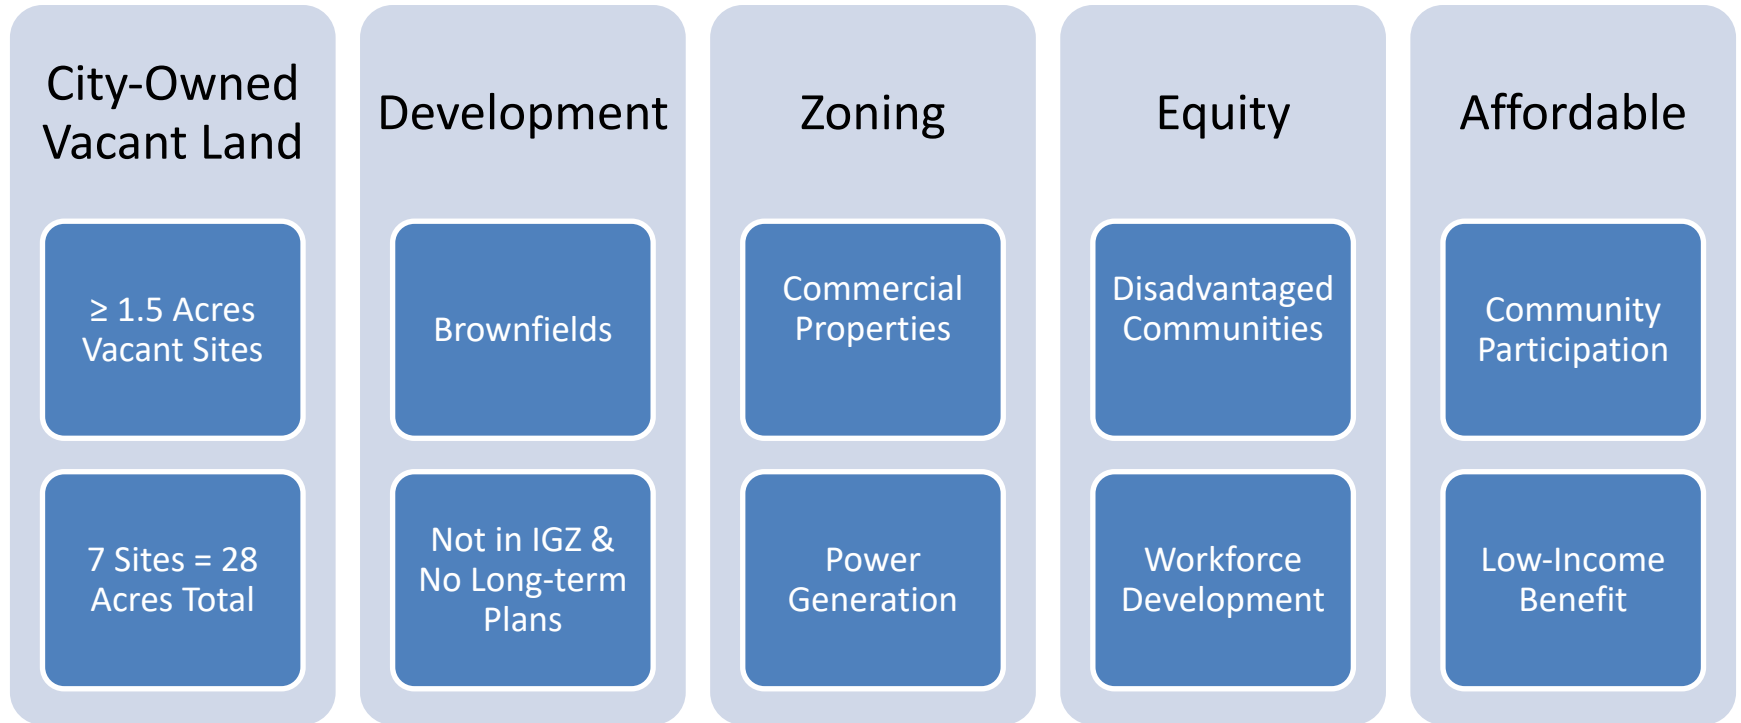 City-Owned
Vacant Land
≥ 1.5 Acres
Vacant Sites
7 Sites = 28
Acres Total
Development
Brownfields
Not in IGZ &
No Long-term
Plans
Zoning
Commercial
Properties
Power
Generation
Equity
Disadvantaged
Communities
Workforce
Development
Affordable
Community
Participation
Low-Income
Benefit